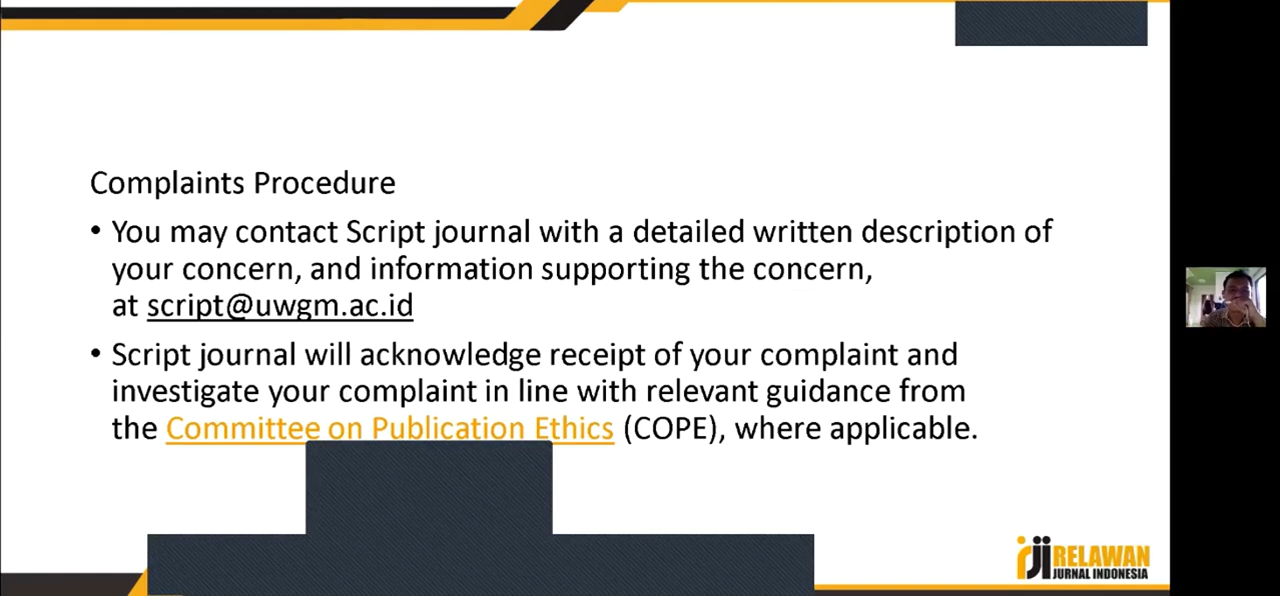 Complaints Procedure
• You may contact Script journal with a detailed written description of
your concern, and information supporting the concern,
at script@uwgm.ac.id
• Script journal will acknowledge receipt of your complaint and
investigate your complaint in line with relevant guidance from
the Committee on Publication Ethics (COPE), where applicable.
rji RELAWAN
JURNAL INDONESIA